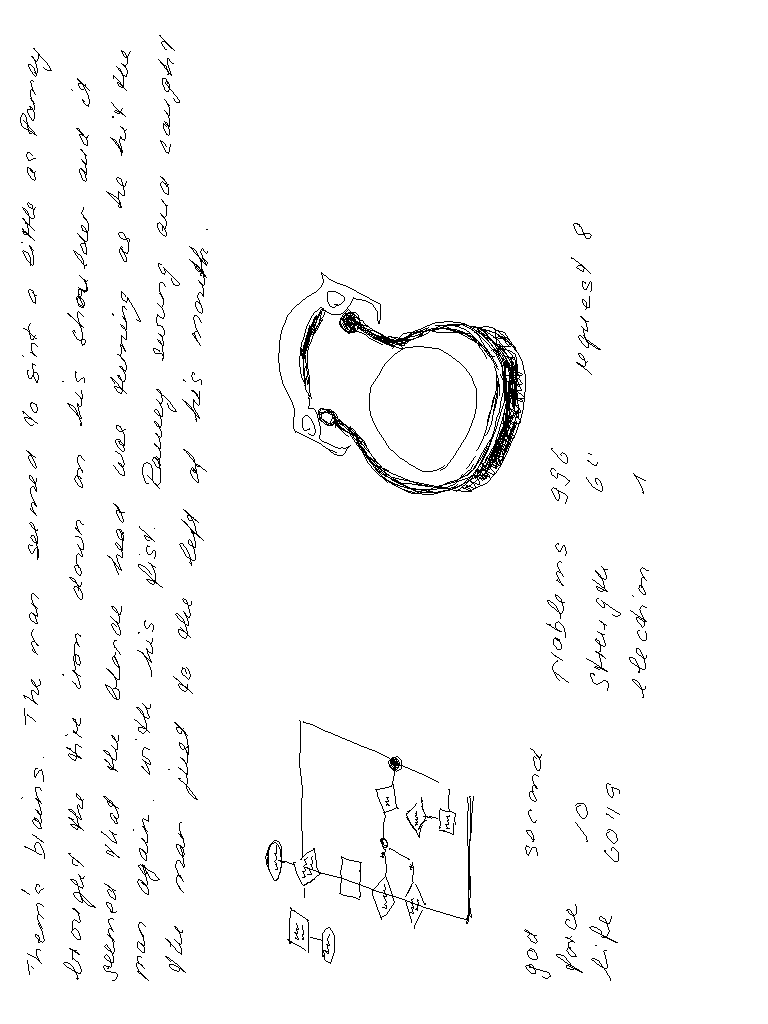 Them's brains. The man seemed to sink a little as Ramey
brought the tire iron down on his shoulder and it
seemed that the blonde head was turning as he hit the
man again. with his fist. Ramey swung and caught
the man just to the left of his mouth.
god second problems 996 request 8
force 10 strength 611
life 6019 election 1